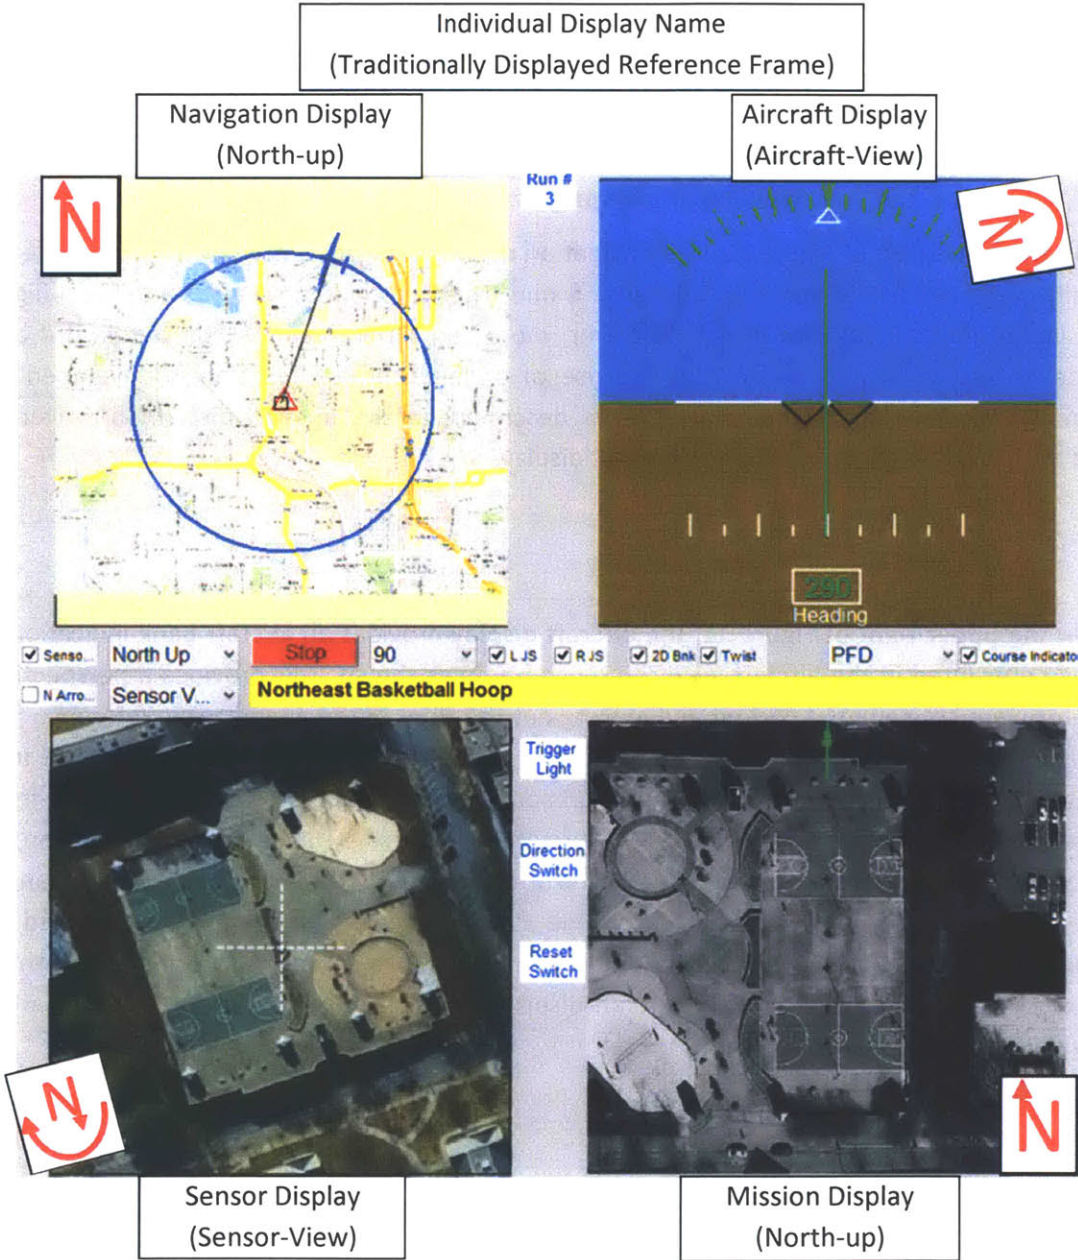 Individual Display Name
(Traditionally Displayed Reference Frame)
Navigation Display
(North-up)
Aircraft Display
(Aircraft-View)
N
Run #
3
N
290
Heading
Senso...
North Up
Stop
90
L JS
R JS
2D Bnk
Twist
PFD
Course Indicator
N Arro...
Sensor V...
Northeast Basketball Hoop
Trigger
Light
Direction
Switch
Reset
Switch
N
N
Sensor Display
(Sensor-View)
Mission Display
(North-up)